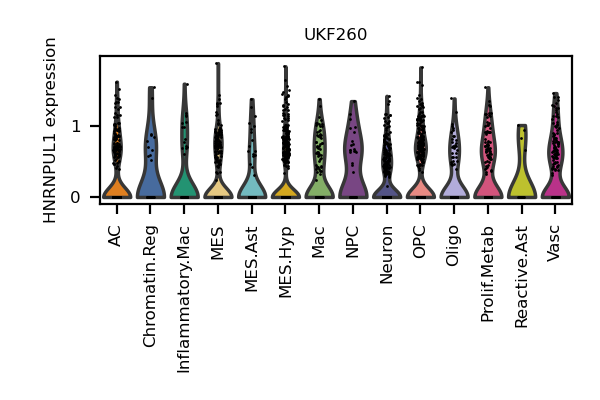 UKF260
HNRNPUL1 expression
1
0
AC
Chromatin.Reg
Inflammatory.Mac
MES
MES.Ast
MES.Hyp
Mac
NPC
Neuron
OPC
Oligo
Prolif.Metab
Reactive.Ast
Vasc